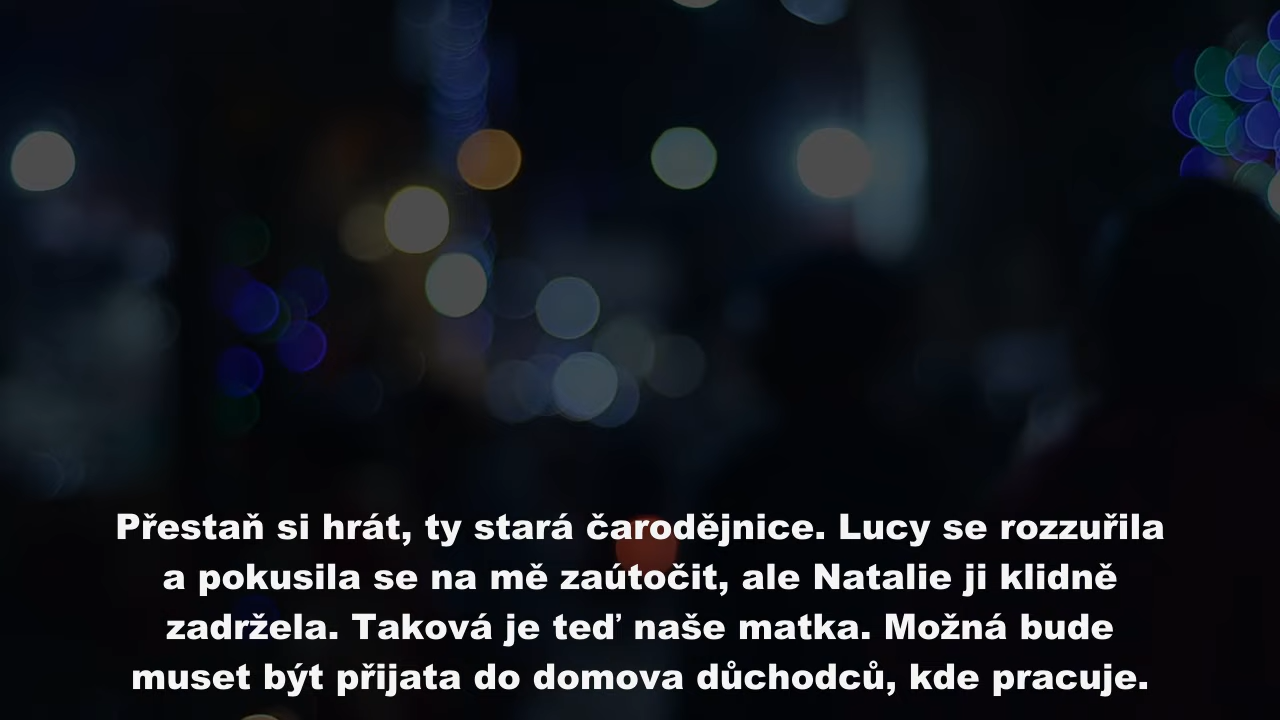 Přestaň si hrát, ty stará čarodějnice. Lucy se rozzuřila
a pokusila se na mě zaútočit, ale Natalie ji klidně
zadržela. Taková je teď naše matka. Možná bude
muset být přijata do domova důchodců, kde pracuje.